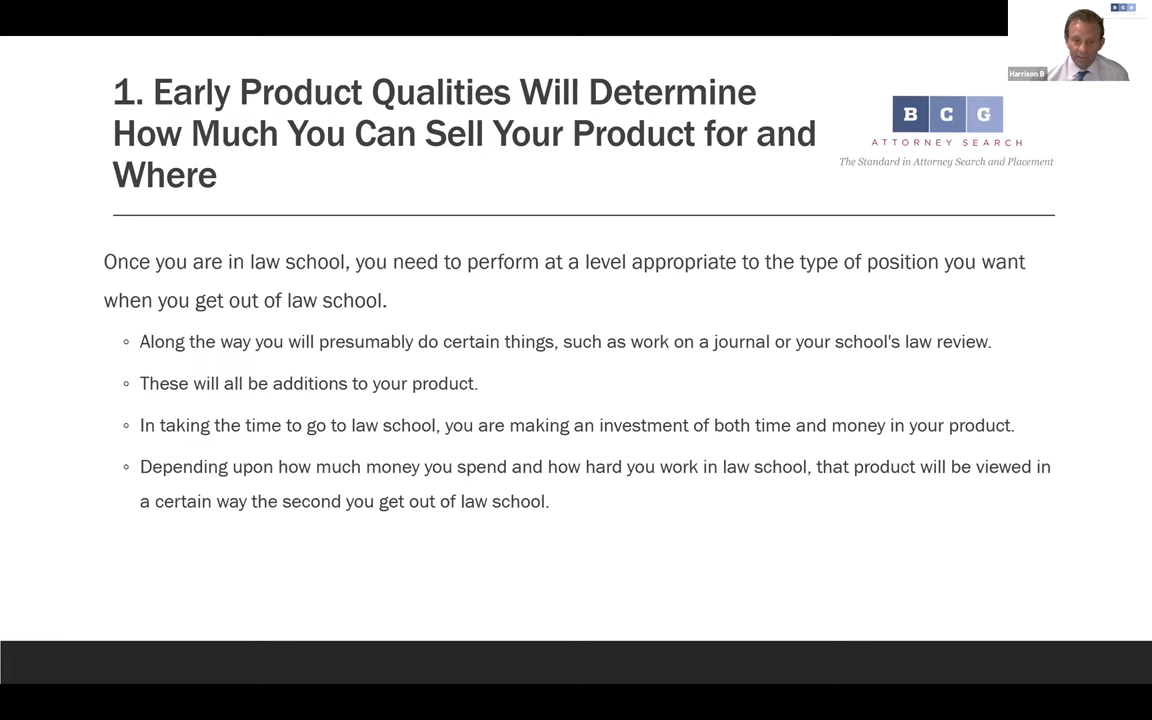 B C G
Harrison B
1. Early Product Qualities Will Determine
How Much You Can Sell Your Product for and
Where
B C G
ATTORNEY SEARCH
The Standard in Attorney Search and Placement
Once you are in law school, you need to perform at a level appropriate to the type of position you want
when you get out of law school.
◦ Along the way you will presumably do certain things, such as work on a journal or your school's law review.
◦ These will all be additions to your product.
◦ In taking the time to go to law school, you are making an investment of both time and money in your product.
◦ Depending upon how much money you spend and how hard you work in law school, that product will be viewed in
a certain way the second you get out of law school.